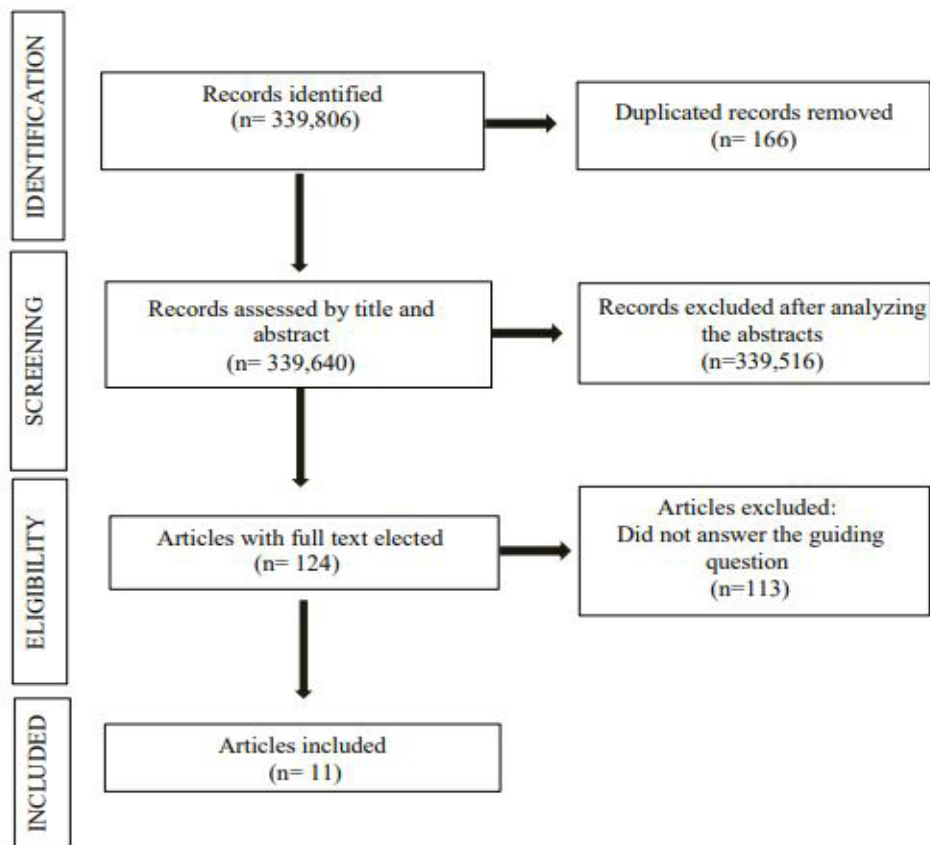 IDENTIFICATION
Records identified
(n= 339,806)
Duplicated records removed
(n= 166)
SCREENING
Records assessed by title and
abstract
(n= 339,640)
Records excluded after analyzing
the abstracts
(n=339,516)
ELIGIBILITY
Articles with full text elected
(n= 124)
Articles excluded:
Did not answer the guiding
question
(n=113)
INCLUDED
Articles included
(n= 11)